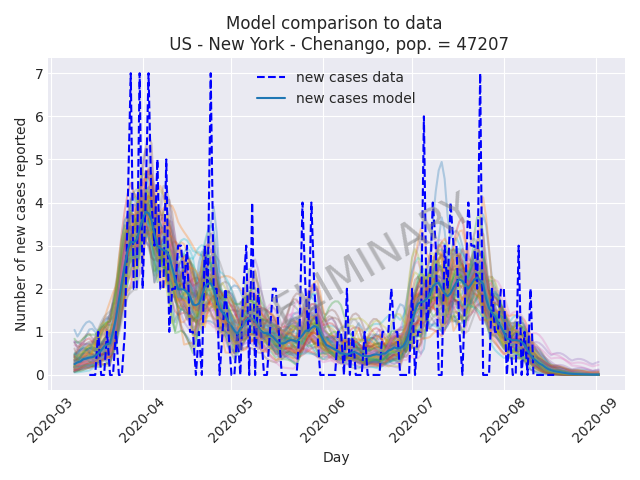 Model comparison to data
US - New York - Chenango, pop. = 47207
new cases data
new cases model
PRELIMINARY
Number of new cases reported
7
6
5
4
3
2
1
0
2020-03
2020-04
2020-05
2020-06
2020-07
2020-08
2020-09
Day